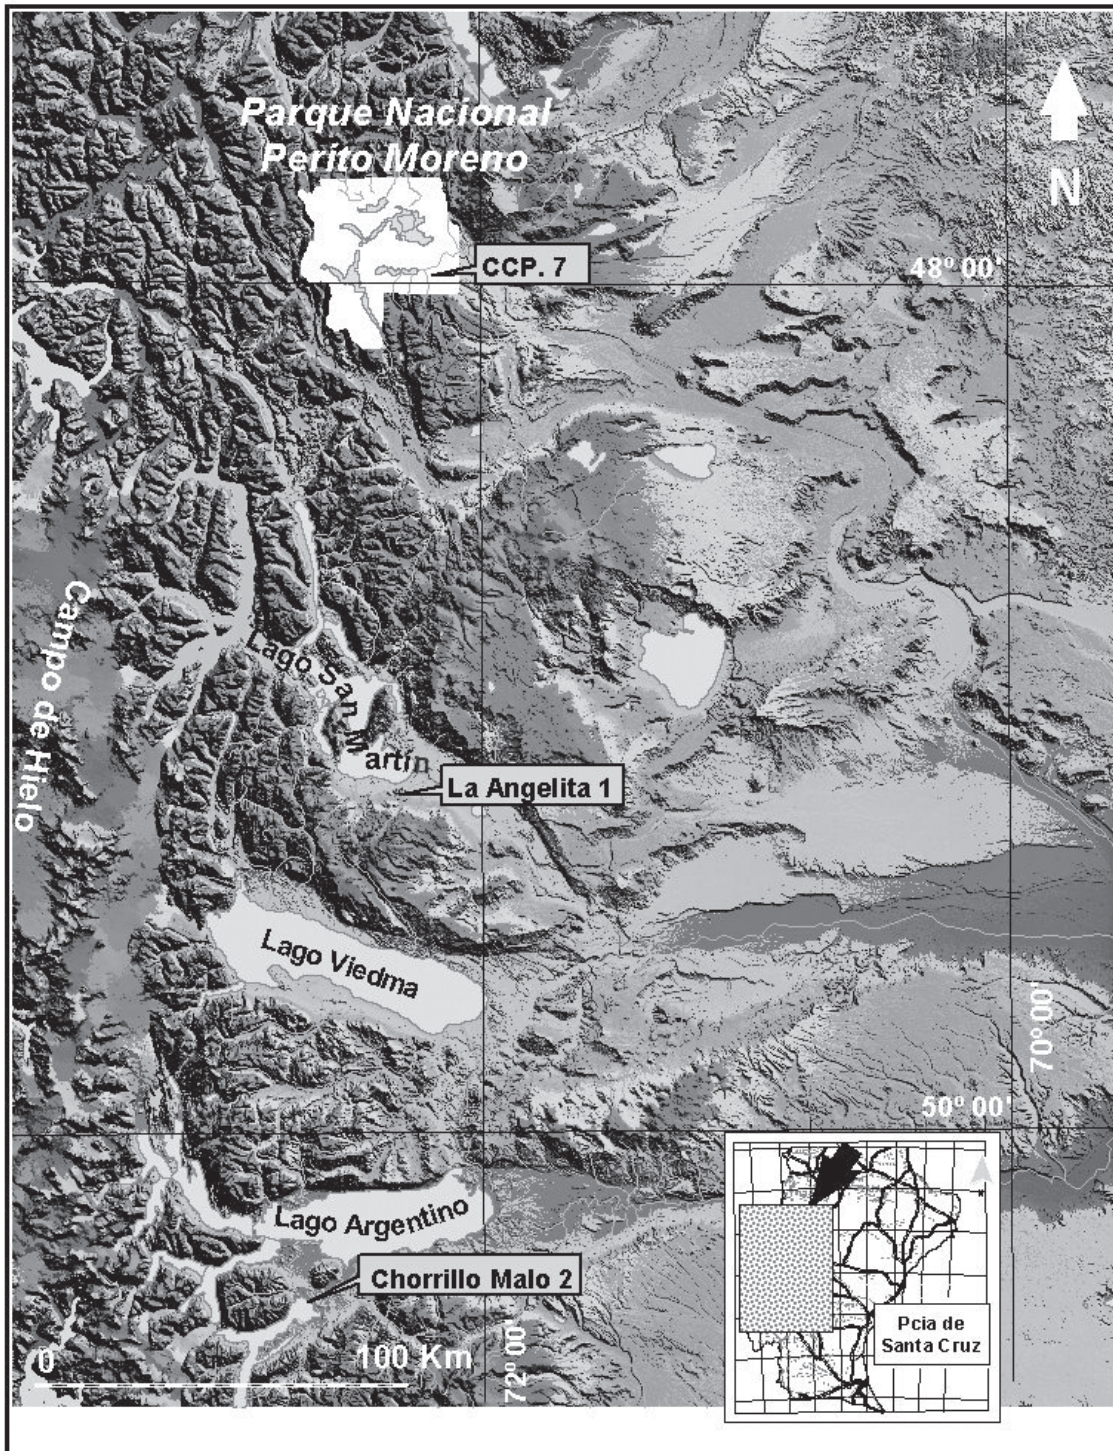 Parque Nacional
Perito Moreno
N
CCP. 7
48º 00'
Campo de Hielo
Lago San Martín
La Angelita 1
Lago Viedma
70º 00'
50º 00'
Lago Argentino
Chorrillo Malo 2
Pcia de
Santa Cruz
0
100 Km
72º 00'